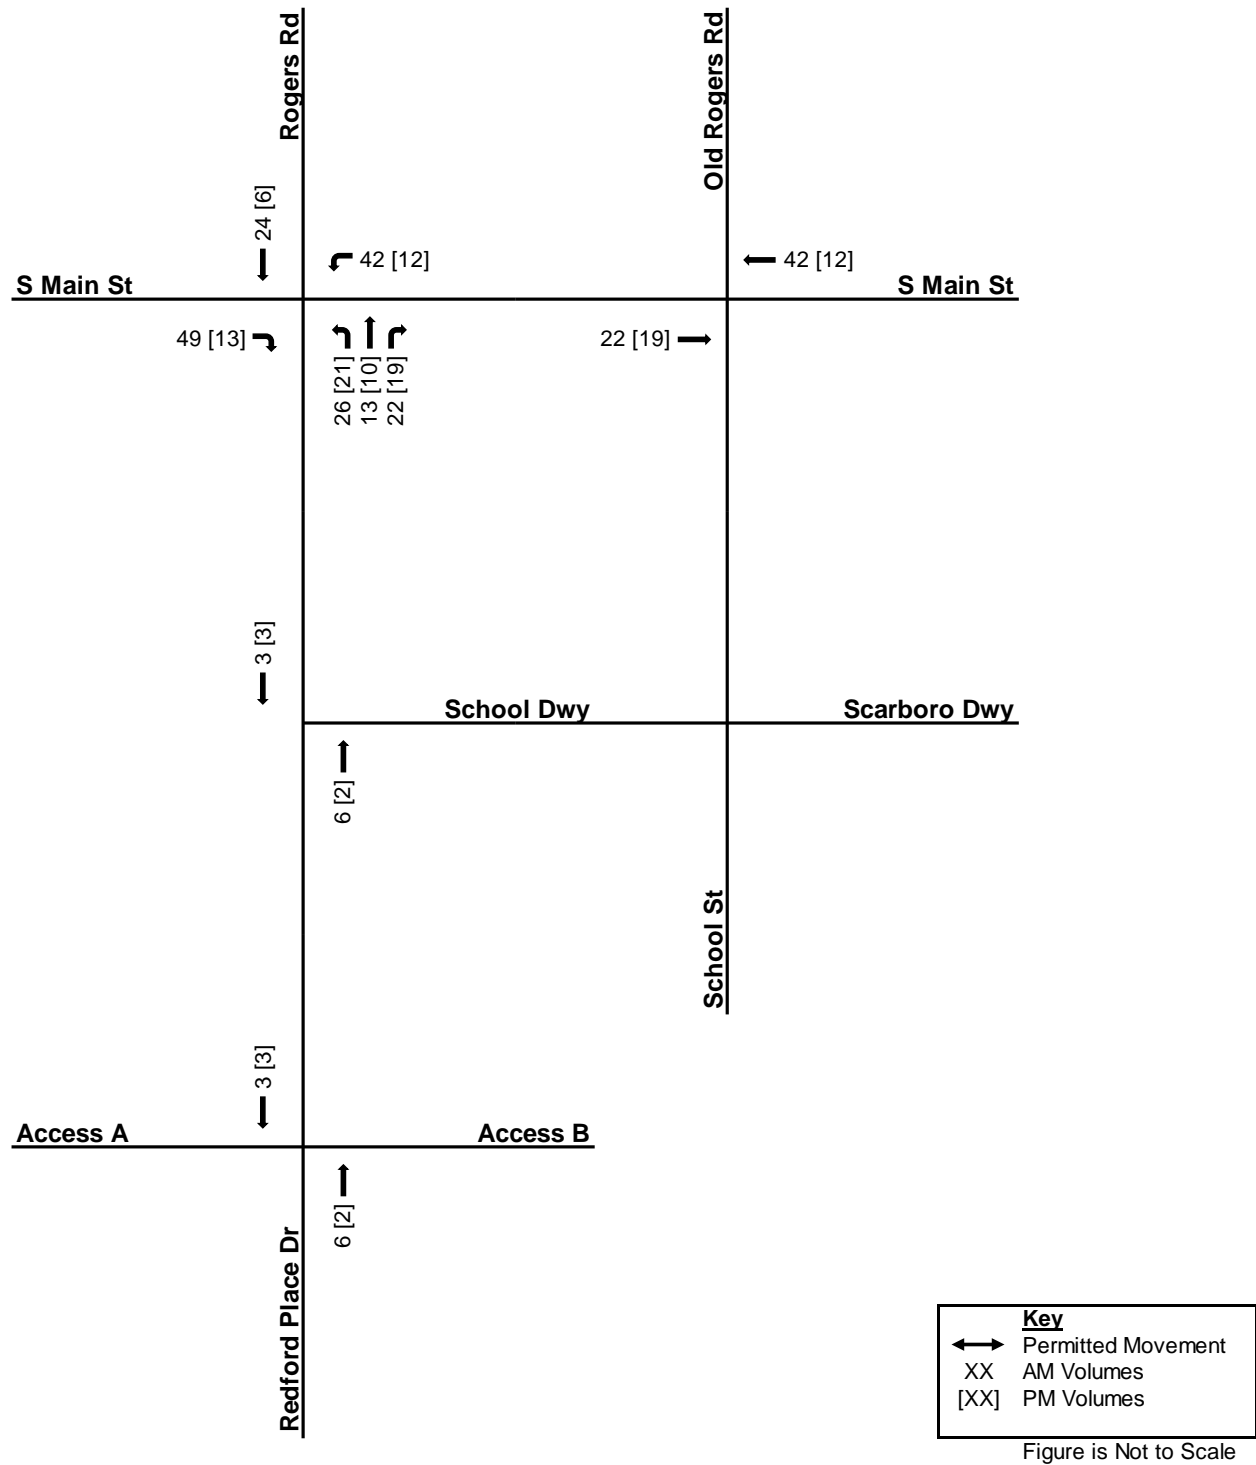 Rogers Rd
Old Rogers Rd
24 [6]
42 [12]
42 [12]
S Main St
S Main St
49 [13]
26 [21]
13 [10]
22 [19]
22 [19]
3 [3]
School Dwy
Scarboro Dwy
6 [2]
School St
3 [3]
Access A
Access B
6 [2]
Redford Place Dr
Key
Permitted Movement
XX AM Volumes
[XX] PM Volumes
Figure is Not to Scale